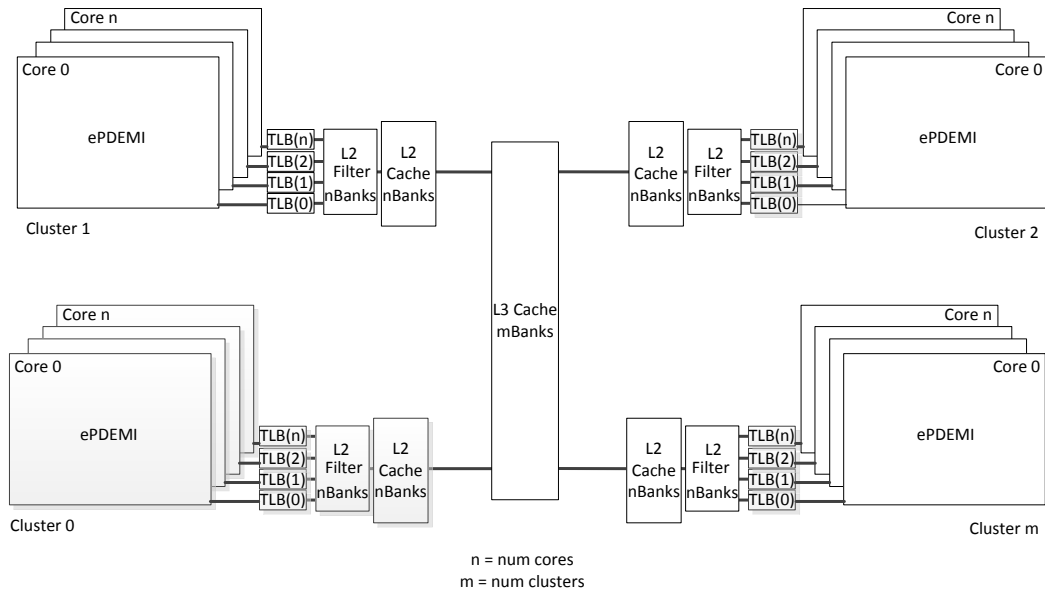 Core n
Core 0
ePDEMI
TLB(n)
TLB(2)
TLB(1)
TLB(0)
L2
Filter
nBanks
L2
Cache
nBanks
Cluster 1
Core n
Core 0
ePDEMI
L2
Cache
nBanks
L2
Filter
nBanks
TLB(n)
TLB(2)
TLB(1)
TLB(0)
Cluster 2
L3 Cache
mBanks
Core n
Core 0
ePDEMI
TLB(n)
TLB(2)
TLB(1)
TLB(0)
L2
Filter
nBanks
L2
Cache
nBanks
Cluster 0
Core n
Core 0
ePDEMI
L2
Cache
nBanks
L2
Filter
nBanks
TLB(n)
TLB(2)
TLB(1)
TLB(0)
Cluster m
n = num cores
m = num clusters